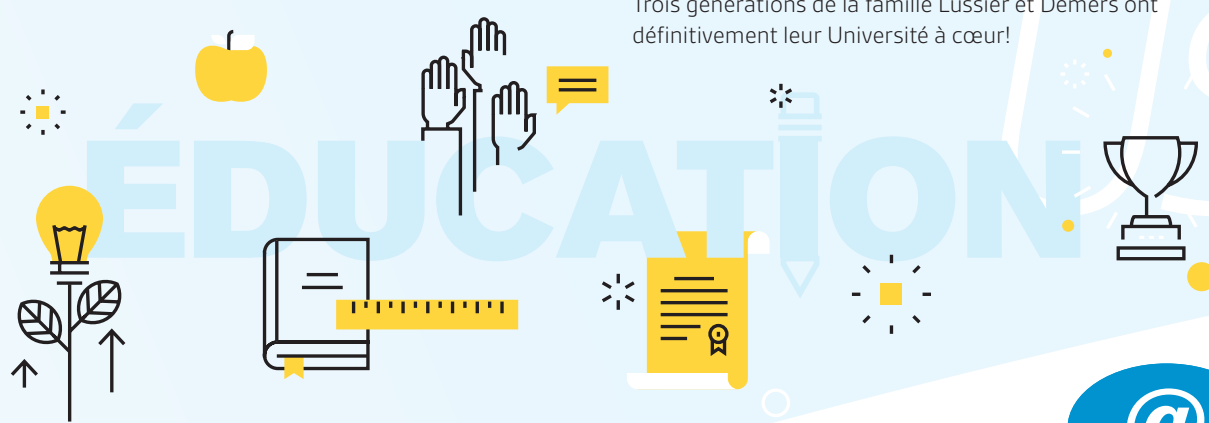 Trois générations de la famille Lussier et Demers ont
définitivement leur Université à cœur!
ÉDUCATION
@